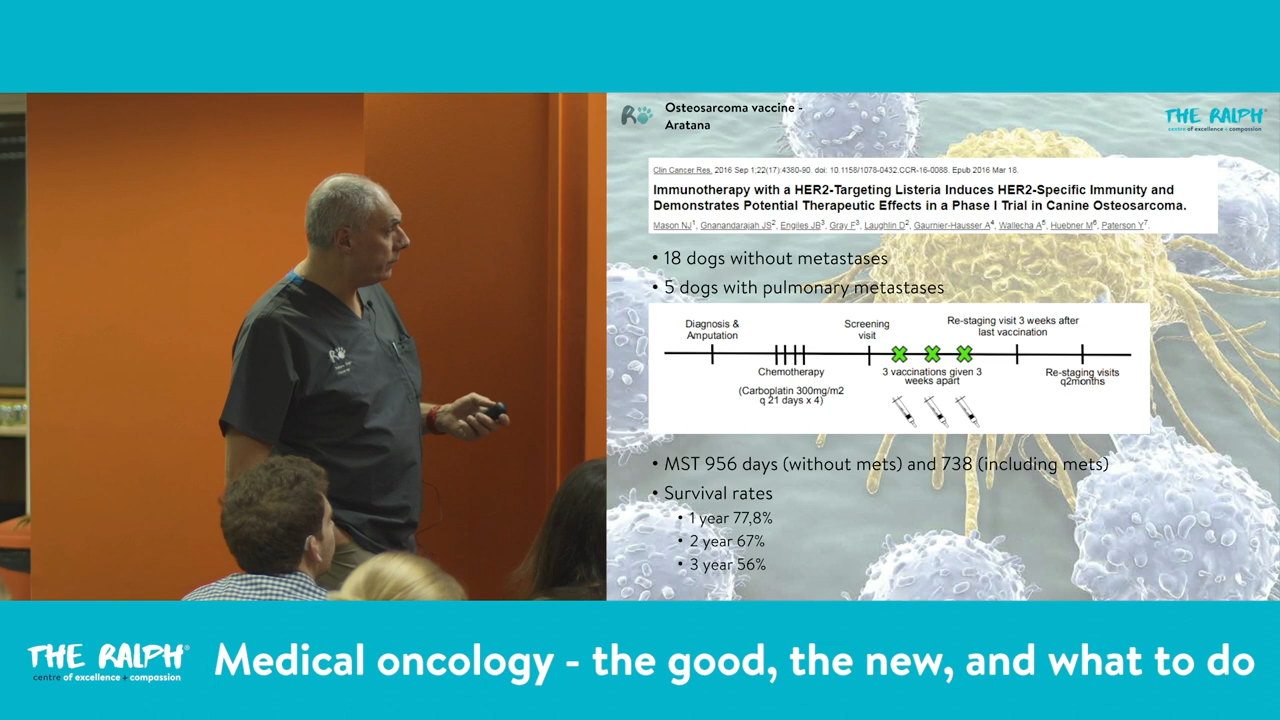 Osteosarcoma vaccine -
Aratana
THE RALPH®
centre of excellence + compassion
Clin Cancer Res. 2016 Sep 1;22(17):4380-90. doi: 10.1158/1078-0432.CCR-16-0088. Epub 2016 Mar 18.
Immunotherapy with a HER2-Targeting Listeria Induces HER2-Specific Immunity and
Demonstrates Potential Therapeutic Effects in a Phase I Trial in Canine Osteosarcoma.
Mason NJ1, Gnanandarajah JS2, Engiles JB3, Gray F3, Laughlin D2, Gaurnier-Hausser A4, Wallecha A5, Huebner M6, Paterson Y7.
• 18 dogs without metastases
• 5 dogs with pulmonary metastases
Diagnosis &
Amputation
Screening
visit
Re-staging visit 3 weeks after
last vaccination
Chemotherapy
(Carboplatin 300mg/m2
q 21 days x 4)
3 vaccinations given 3
weeks apart
Re-staging visits
q2months
• MST 956 days (without mets) and 738 (including mets)
• Survival rates
• 1 year 77,8%
• 2 year 67%
• 3 year 56%
THE RALPH®
centre of excellence + compassion
Medical oncology - the good, the new, and what to do